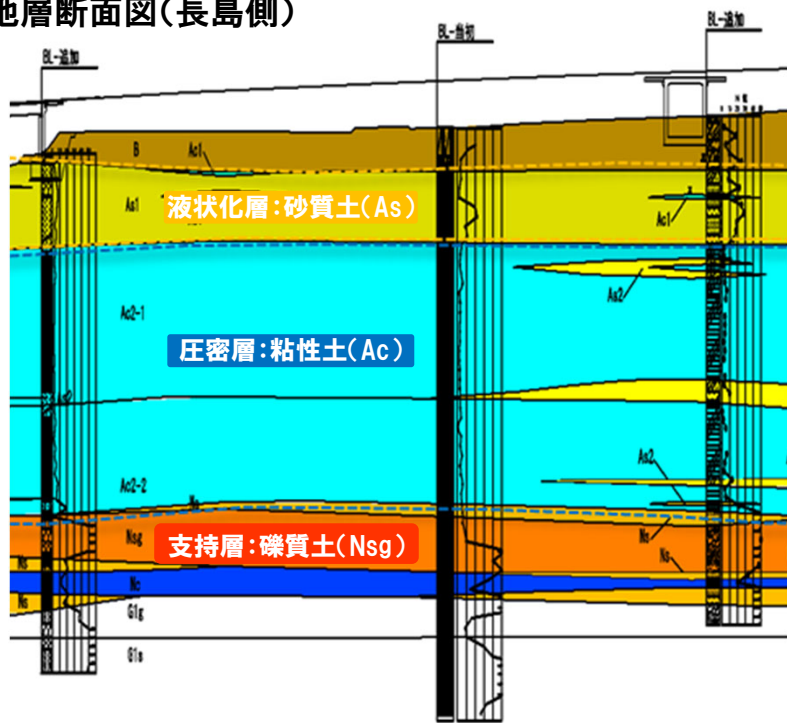 地層断面図(長島側)
BL-追加
BL-当初
BL-追加
B
Ac1
As1
液状化層:砂質土(As)
Ac1
As2
Ac2-1
圧密層:粘性土(Ac)
Ac2-2
As2
Ns
Nsg
支持層:礫質土(Nsg)
Ns
Ns
Ns
Nc
Ns
G1g
G1s